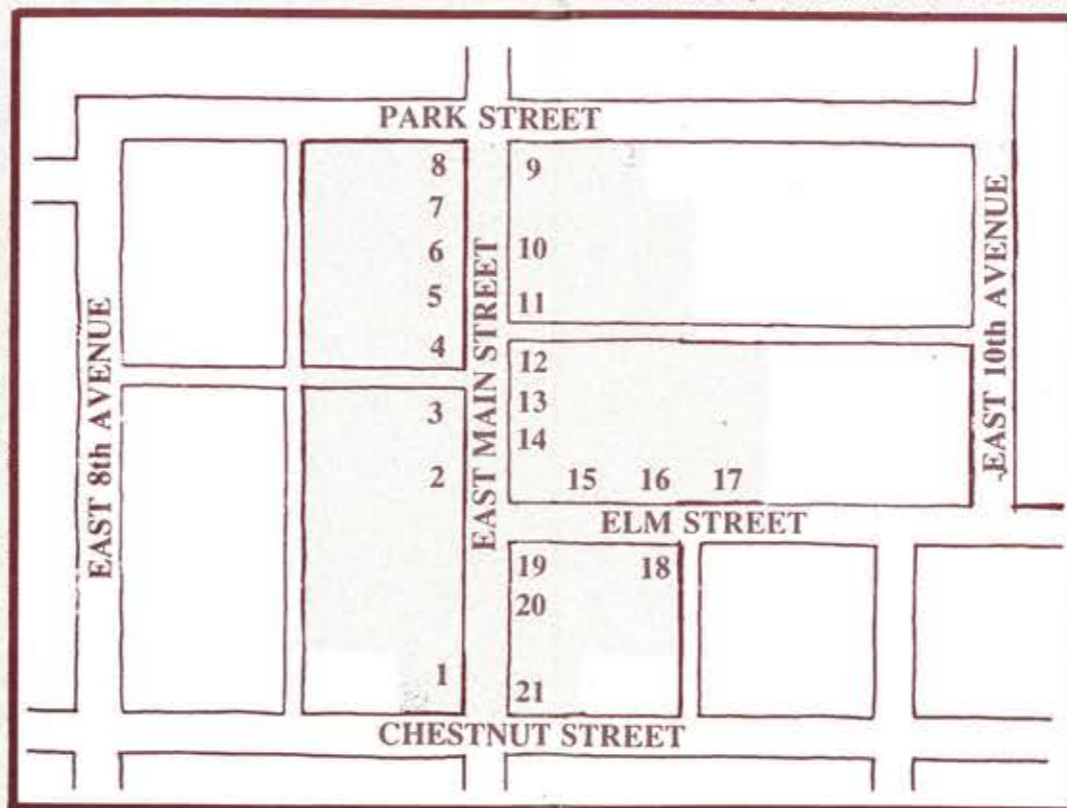 PARK STREET
8
9
7
6
10
5
11
4
12
3
13
14
2
15 16 17
EAST 8th AVENUE
EAST MAIN STREET
EAST 10th AVENUE
ELM STREET
19
18
20
1
21
CHESTNUT STREET